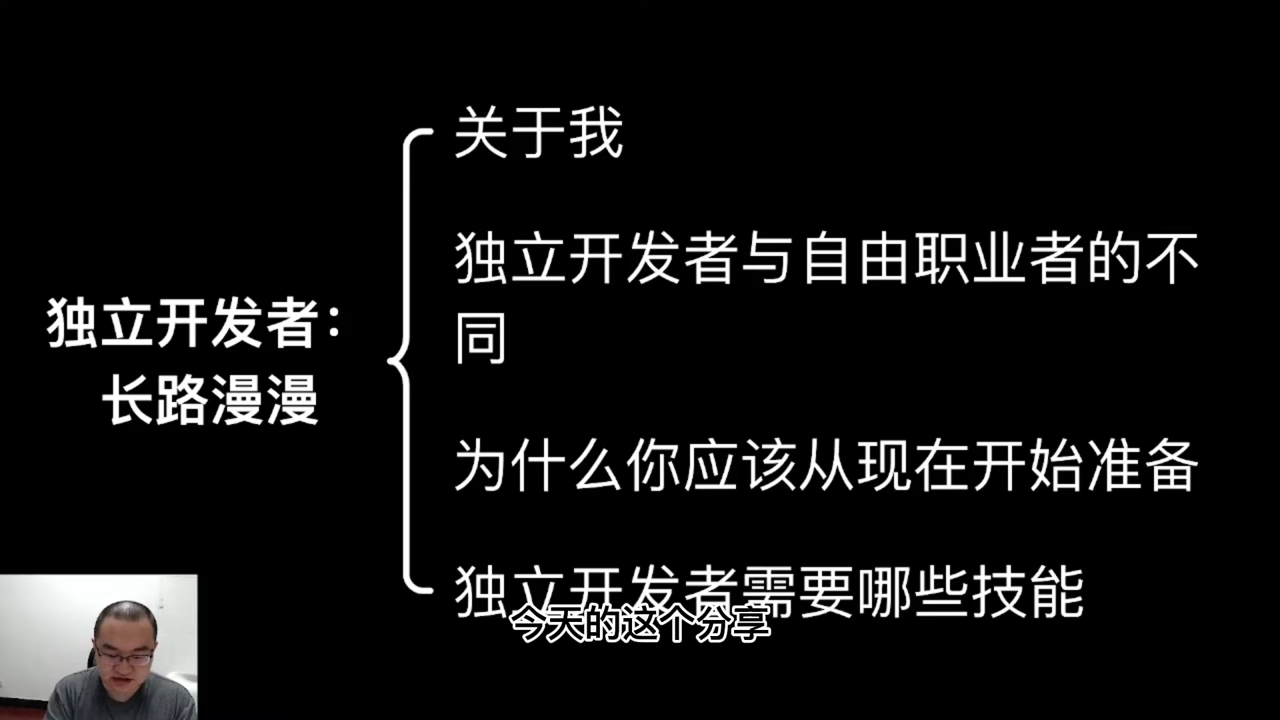 独立开发者：
长路漫漫
关于我
独立开发者与自由职业者的不
同
为什么你应该从现在开始准备
独立开发者需要哪些技能
今天的这个分享